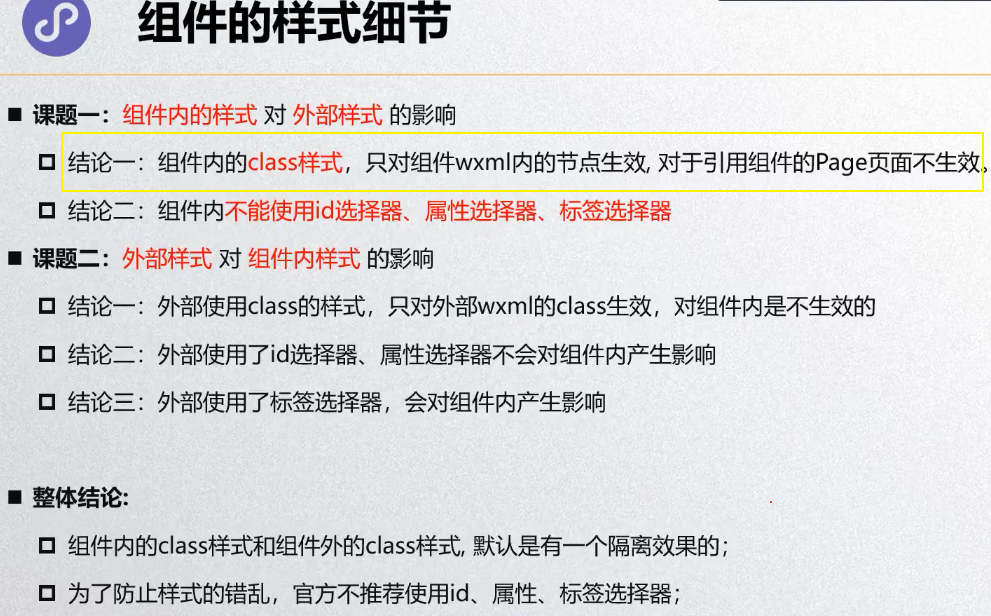 组件的样式细节
课题一：组件内的样式 对 外部样式 的影响
结论一：组件内的class样式，只对组件wxml内的节点生效, 对于引用组件的Page页面不生效。
结论二：组件内不能使用id选择器、属性选择器、标签选择器
课题二：外部样式 对 组件内样式 的影响
结论一：外部使用class的样式，只对外部wxml的class生效，对组件内是不生效的
结论二：外部使用了id选择器、属性选择器不会对组件内产生影响
结论三：外部使用了标签选择器，会对组件内产生影响
整体结论:
组件内的class样式和组件外的class样式, 默认是有一个隔离效果的；
为了防止样式的错乱，官方不推荐使用id、属性、标签选择器；